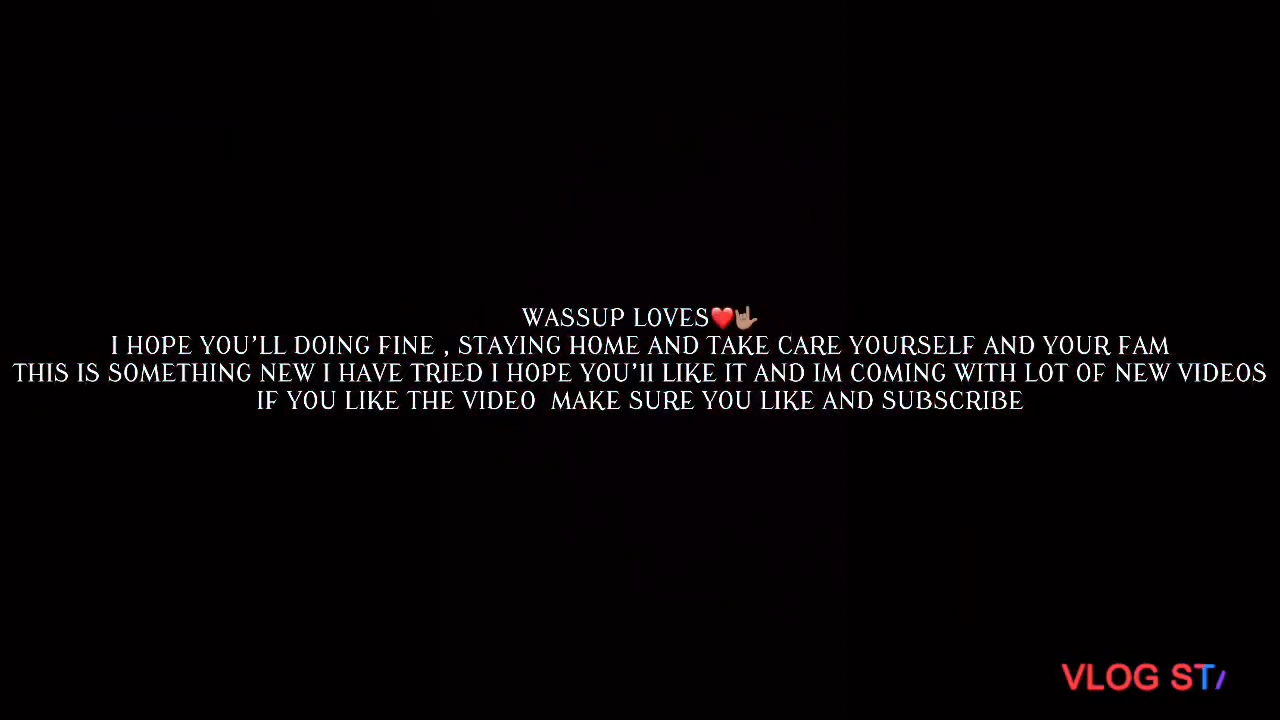 WASSUP LOVES❤️🤟🏽
I HOPE YOU'LL DOING FINE , STAYING HOME AND TAKE CARE YOURSELF AND YOUR FAM
THIS IS SOMETHING NEW I HAVE TRIED I HOPE YOU'll LIKE IT AND IM COMING WITH LOT OF NEW VIDEOS
IF YOU LIKE THE VIDEO  MAKE SURE YOU LIKE AND SUBSCRIBE
VLOG ST